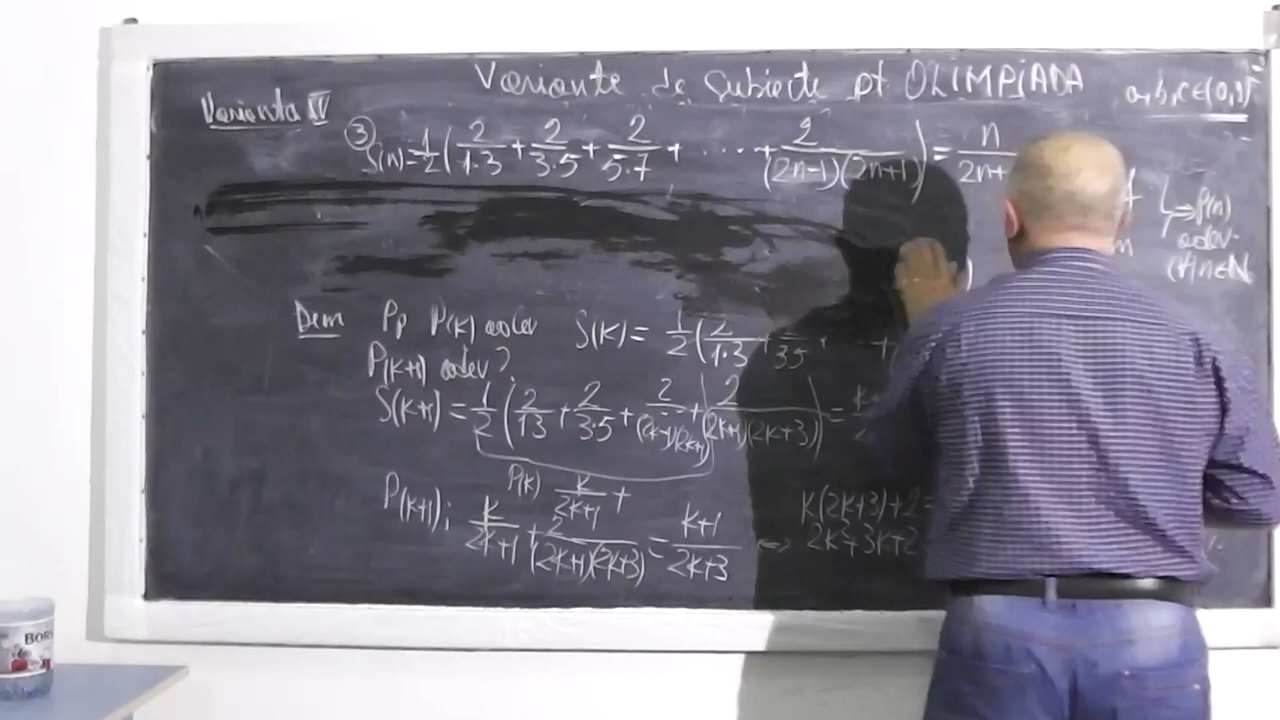 Variante de subiecte pt OLIMPIADA
a,b,c∈(0,1)
Varianta IV
③ S(n)=1/2(2/1·3+2/3·5+2/5·7+....+2/(2n-1)(2n+1))=n/2n+
⇒P(n)
adev.
(∀)n∈N
Dem Pp P(k) adev S(k)=1/2(2/1·3+ /3·5 · +
P(k+1) adev?
S(k+1)=1/2(2/1·3+2/3·5+2/(2k-1)(2k+1)+2/(2k+1)(2k+3))=
P(k) k/2k+1+
P(k+1): k/2k+1+2/(2k+1)(2k+3)=k+1/2k+3 ⇔
k(2k+3)+2=
2k²+3k+2
BORS